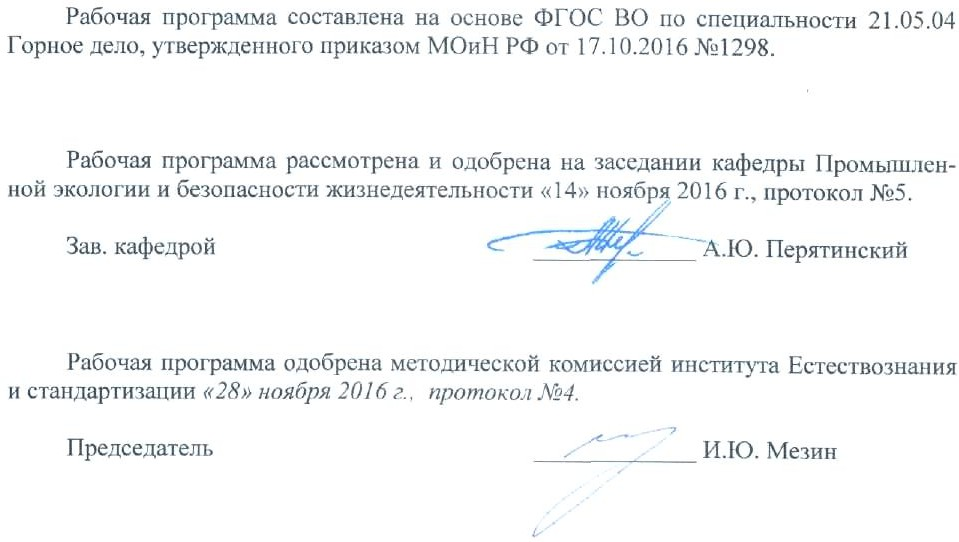 Рабочая программа составлена на основе ФГОС ВО по специальности 21.05.04
Горное дело, утвержденного приказом МОиН РФ от 17.10.2016 №1298.
Рабочая программа рассмотрена и одобрена на заседании кафедры Промышлен-
ной экологии и безопасности жизнедеятельности «14» ноября 2016 г., протокол №5.
Зав. кафедрой ____________ А.Ю. Перятинский
Рабочая программа одобрена методической комиссией института Естествознания
и стандартизации «28» ноября 2016 г., протокол №4.
Председатель ____________ И.Ю. Мезин